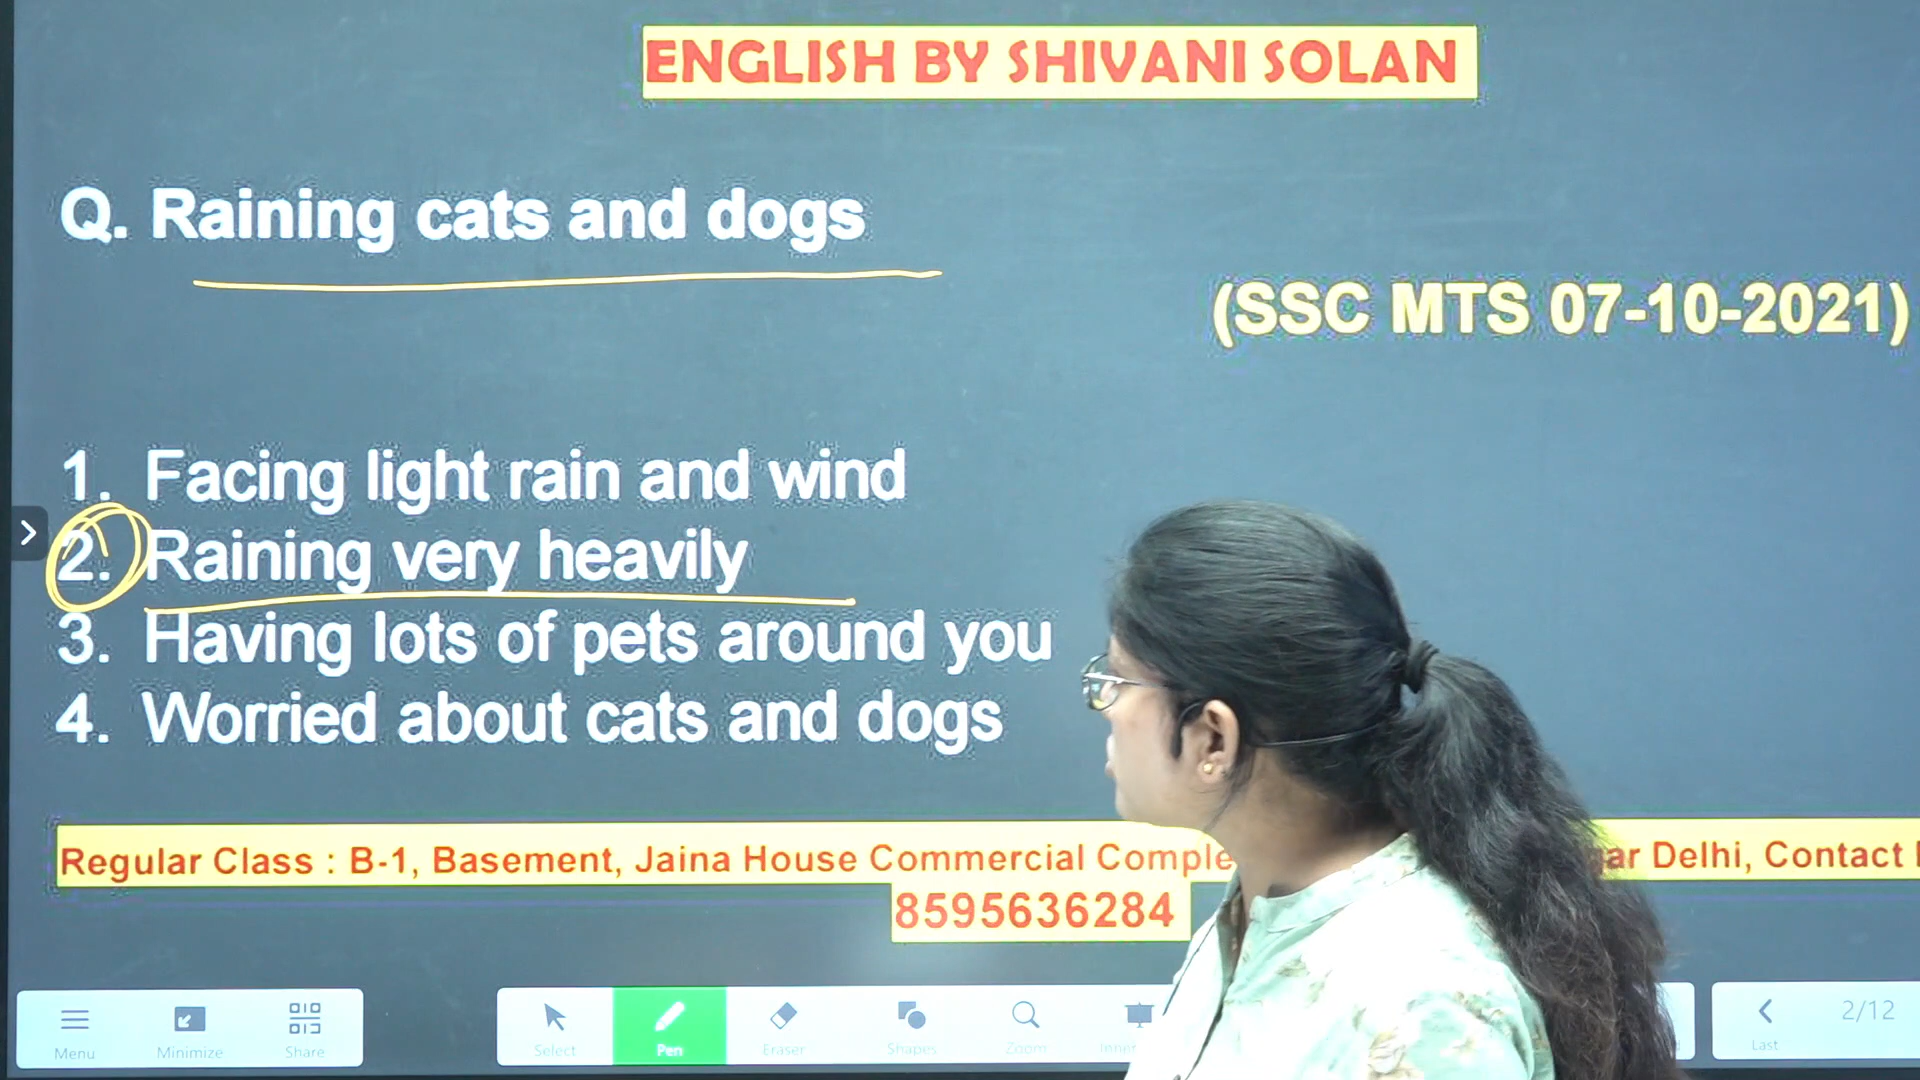 ENGLISH BY SHIVANI SOLAN
Q. Raining cats and dogs
(SSC MTS 07-10-2021)
1. Facing light rain and wind
2. Raining very heavily
3. Having lots of pets around you
4. Worried about cats and dogs
Regular Class : B-1, Basement, Jaina House Commercial Delhi, Contact
8595636284
Menu Minimize Share Select Pen Eraser Shapes Zoom Last 2/12